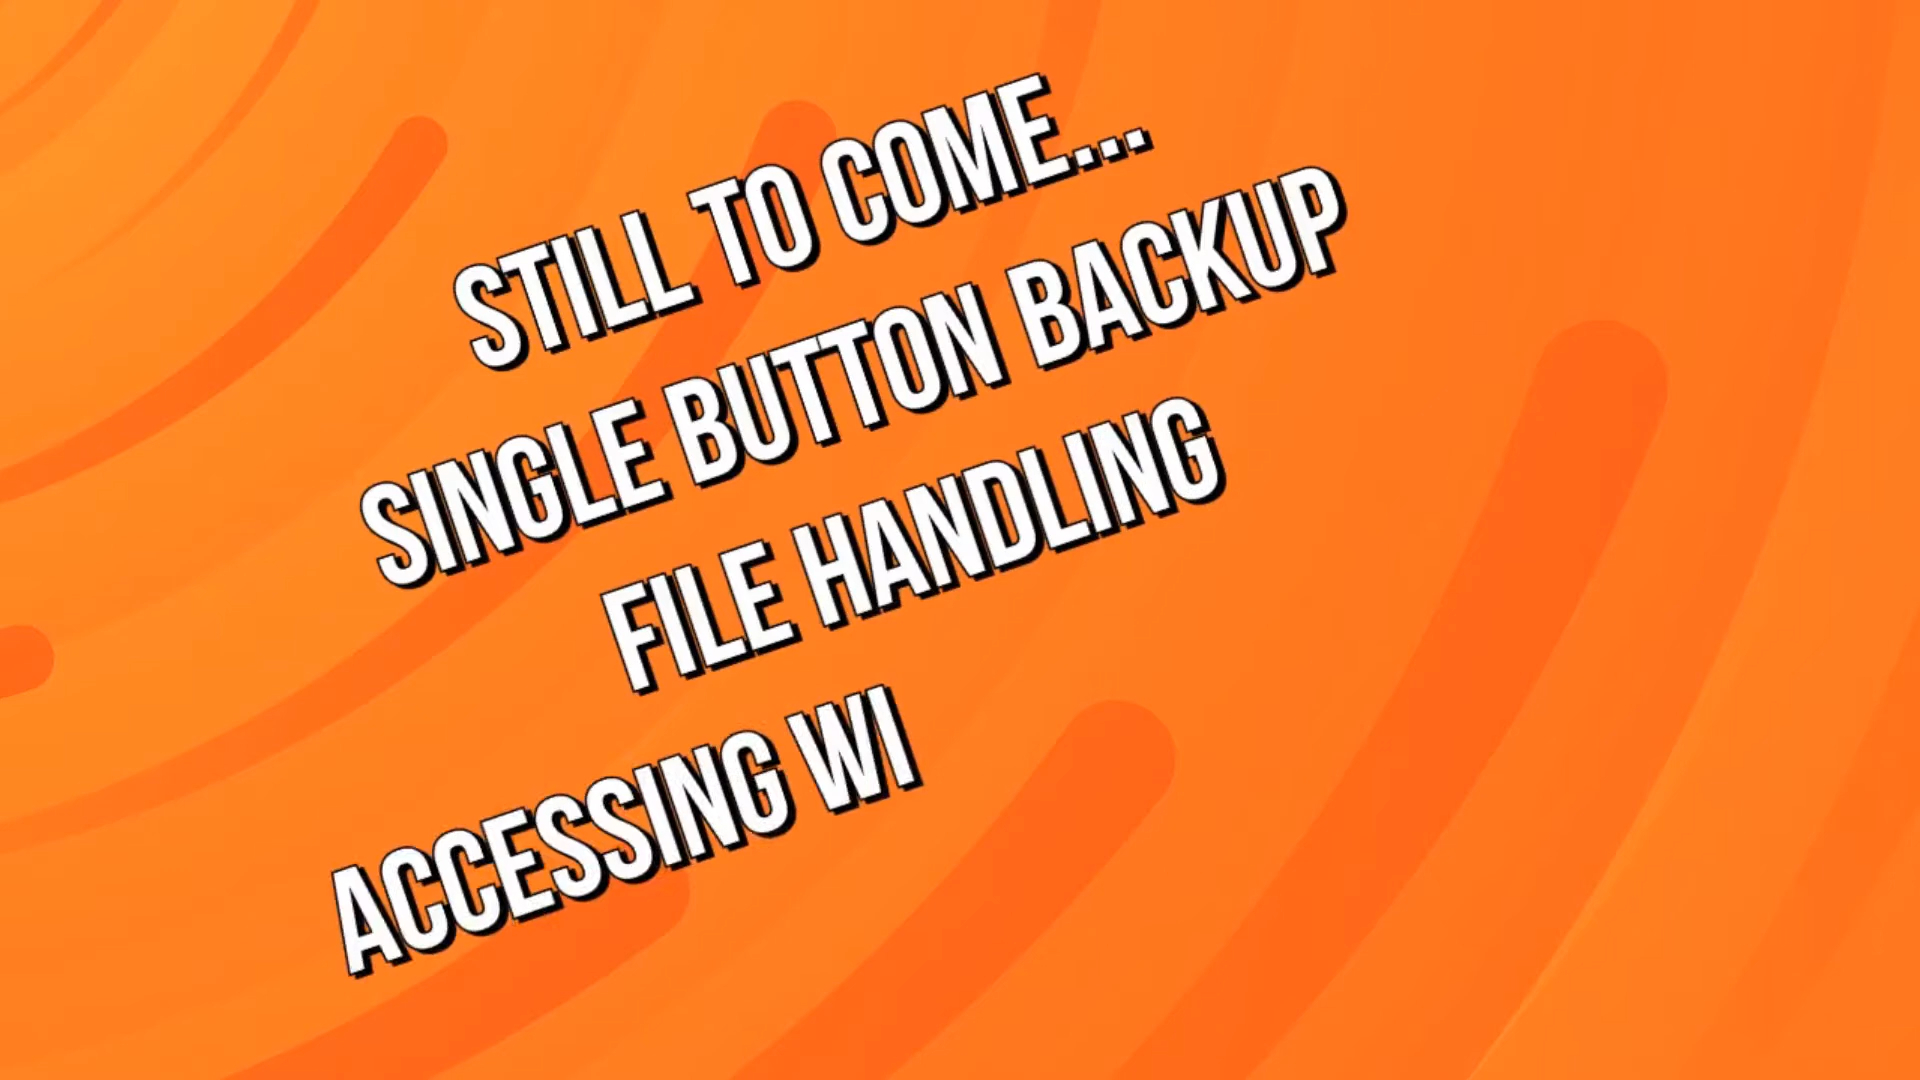 STILL TO COME...
SINGLE BUTTON BACKUP
FILE HANDLING
ACCESSING WI